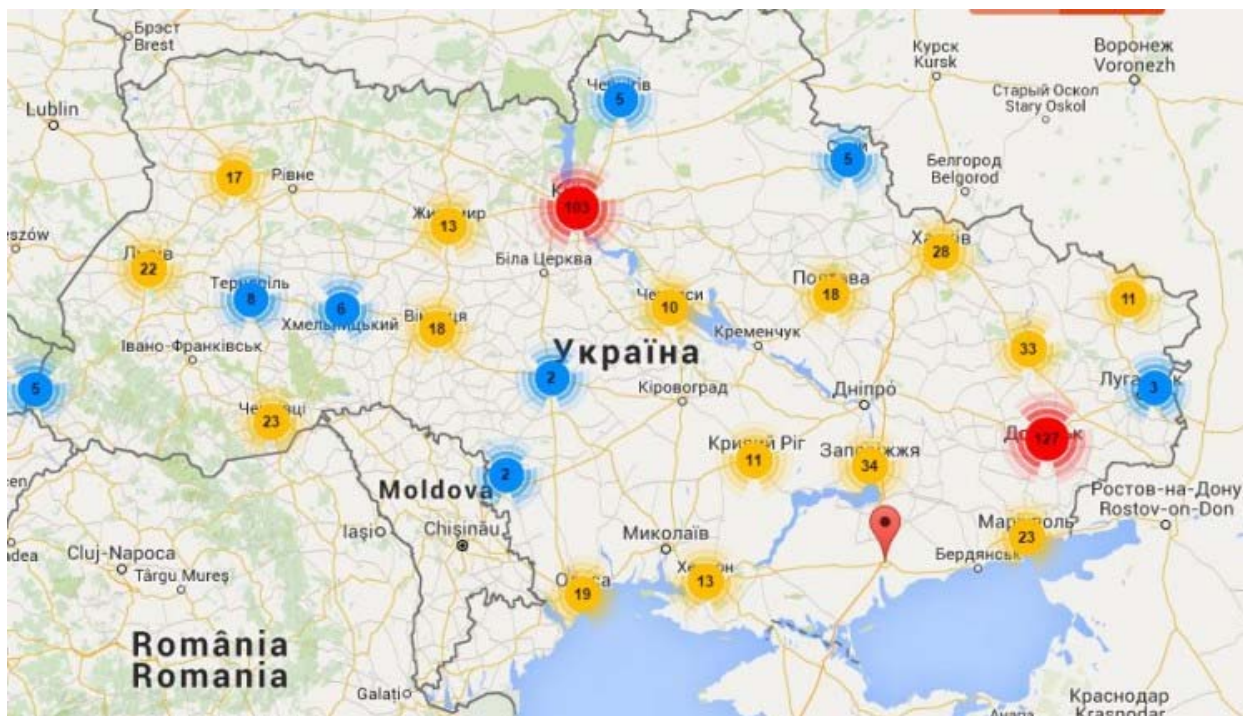 Брэст
Brest
Курск
Kursk
Воронеж
Voronezh
Lublin
Старый Оскол
Stary Oskol
5
5
Белгород
Belgorod
17
Рівне
103
13
28
22
Біла Церква
8
6
10
Полтава
18
11
18
Кременчук
33
Івано-Франківськ
Україна
5
2
Кіровоград
Дніпро
3
23
127
Кривий Ріг
11
34
2
Moldova
Ростов-на-Дону
Rostov-on-Don
Iași
Chișinău
Миколаїв
23
Cluj-Napoca
Бердянськ
Târgu Mureș
19
13
România
Romania
Galați
Краснодар